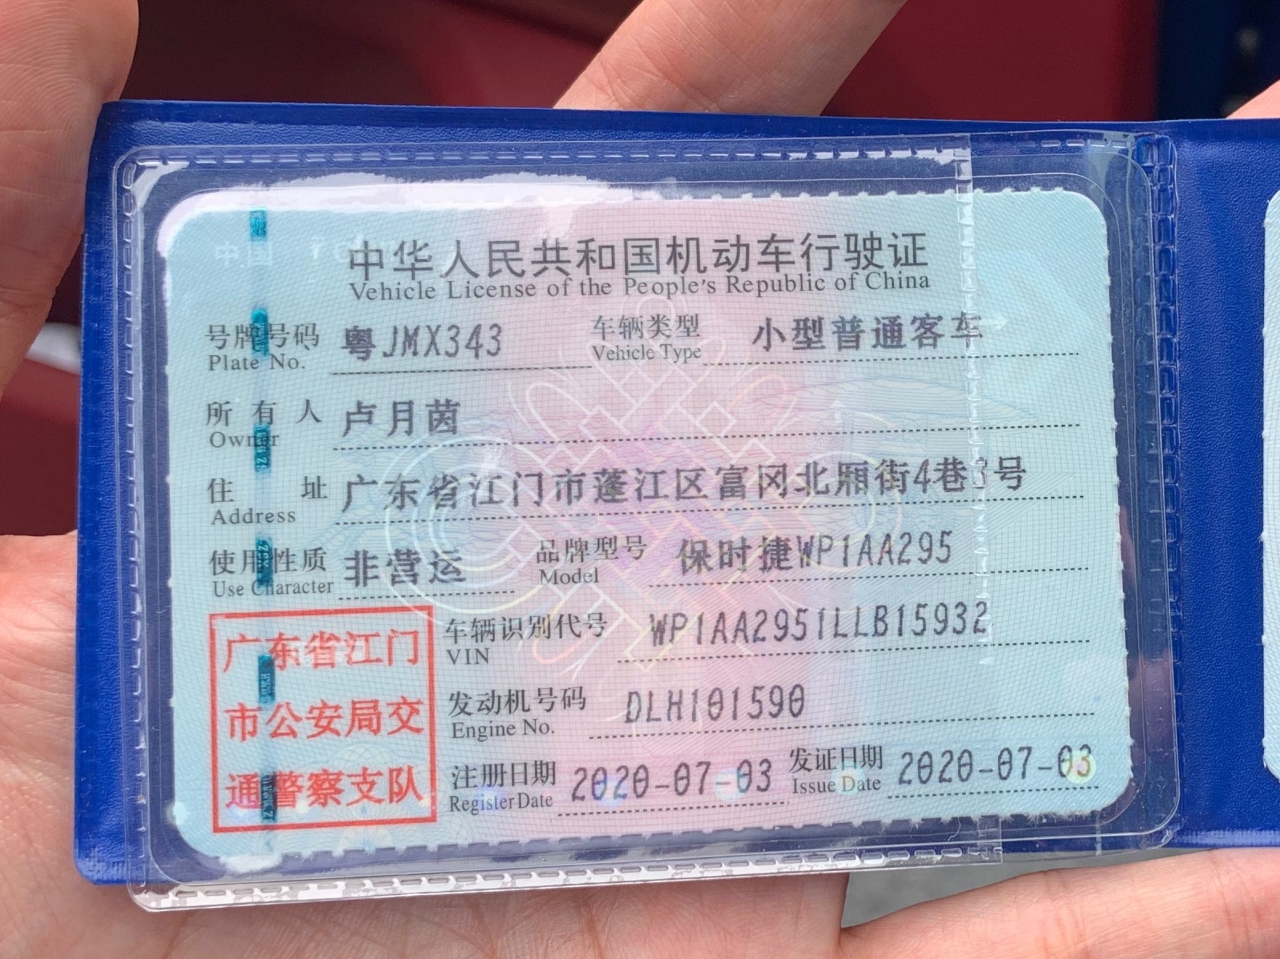 中华人民共和国机动车行驶证
Vehicle License of the People's Republic of China
号牌号码 粤JMX343 车辆类型 小型普通客车
Plate No. Vehicle Type
所有人 卢月茵
Owner
住址 广东省江门市蓬江区富冈北厢街4巷3号
Address
使用性质 非营运 品牌型号 保时捷WP1AA295
Use Character Model
车辆识别代号 WP1AA2951LLB15932
VIN
发动机号码 DLH101590
Engine No.
注册日期 2020-07-03 发证日期 2020-07-03
Register Date Issue Date
广东省江门
市公安局交
通警察支队